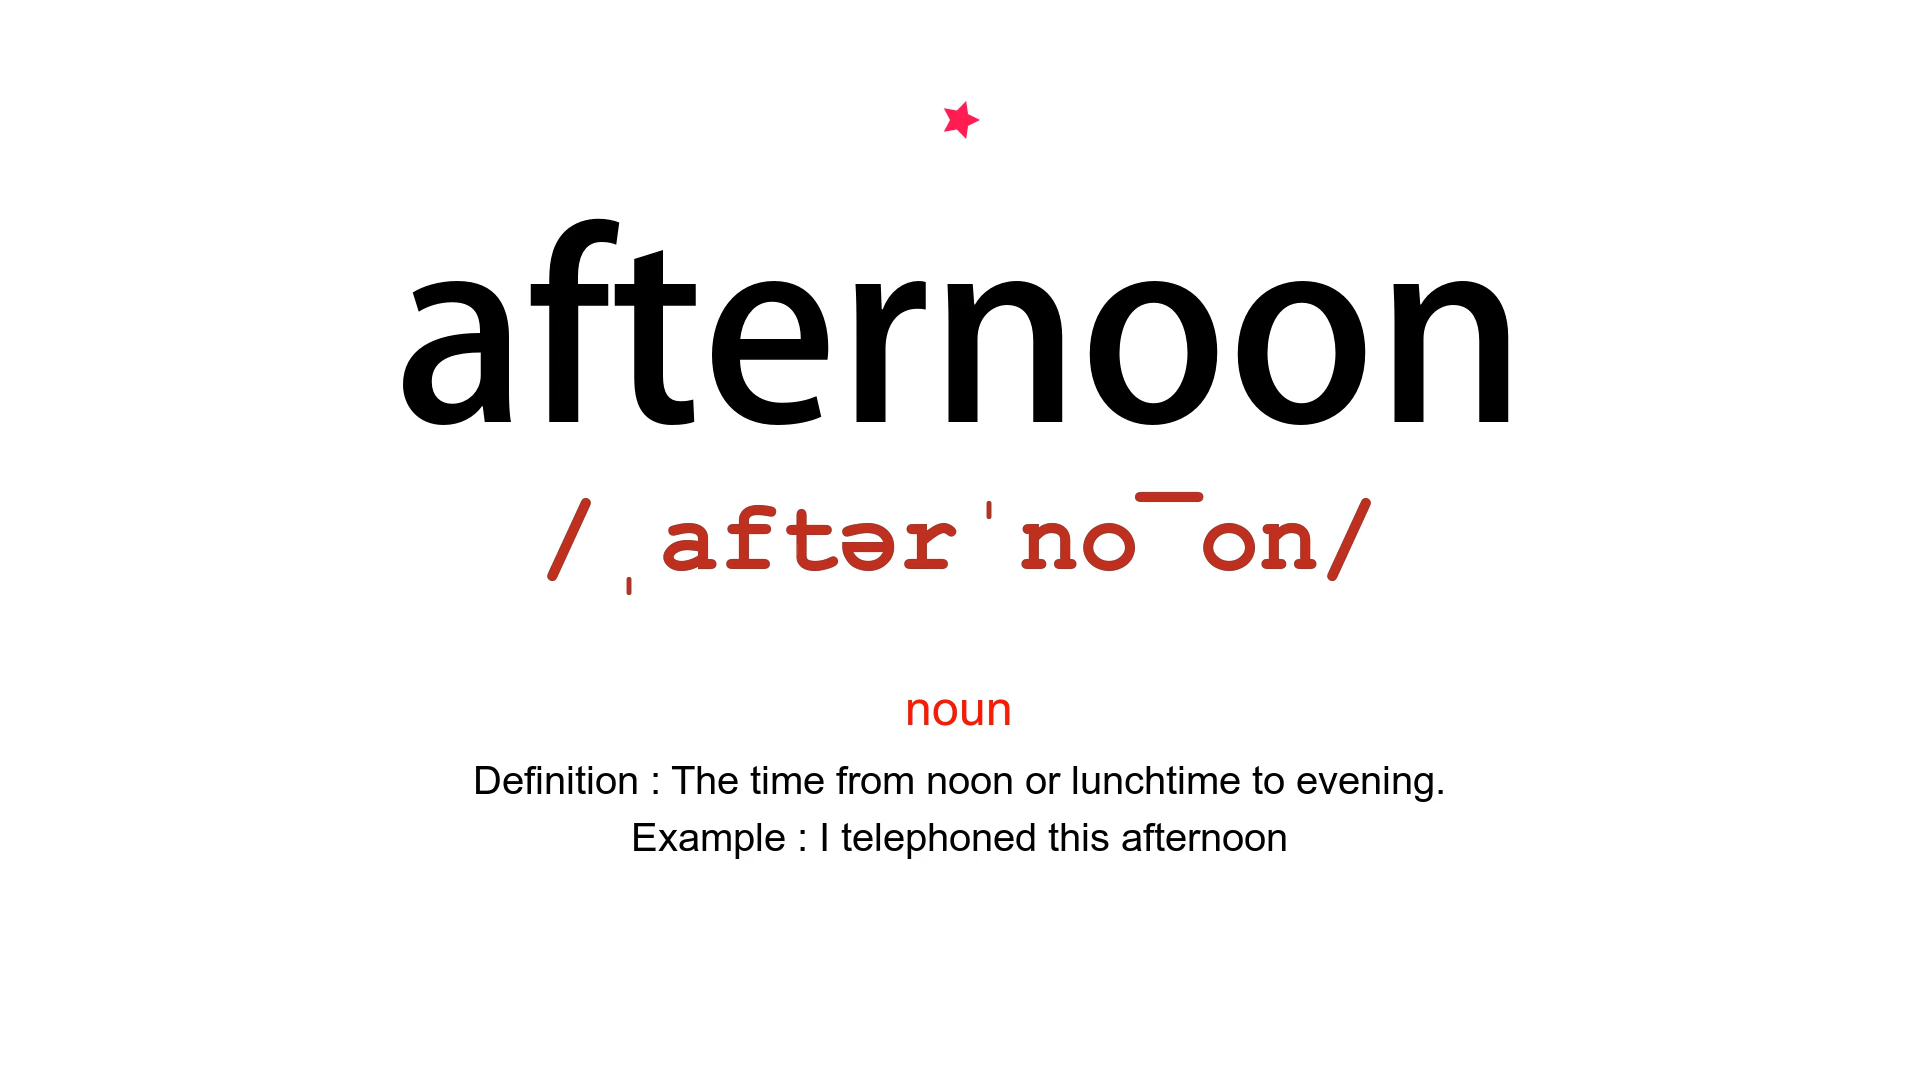 afternoon
/ˌaftərˈno͞on/
noun
Definition : The time from noon or lunchtime to evening.
Example : I telephoned this afternoon